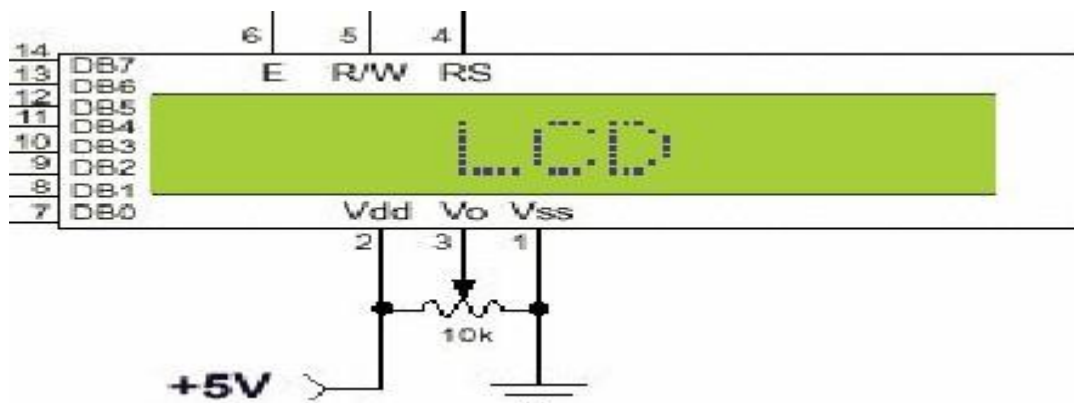 6 5 4
14 DB7 E R/W RS
13 DB6
12 DB5
11 DB4
10 DB3
9 DB2
8 DB1
7 DB0
LCD
Vdd Vo Vss
2 3 1
10k
+5V